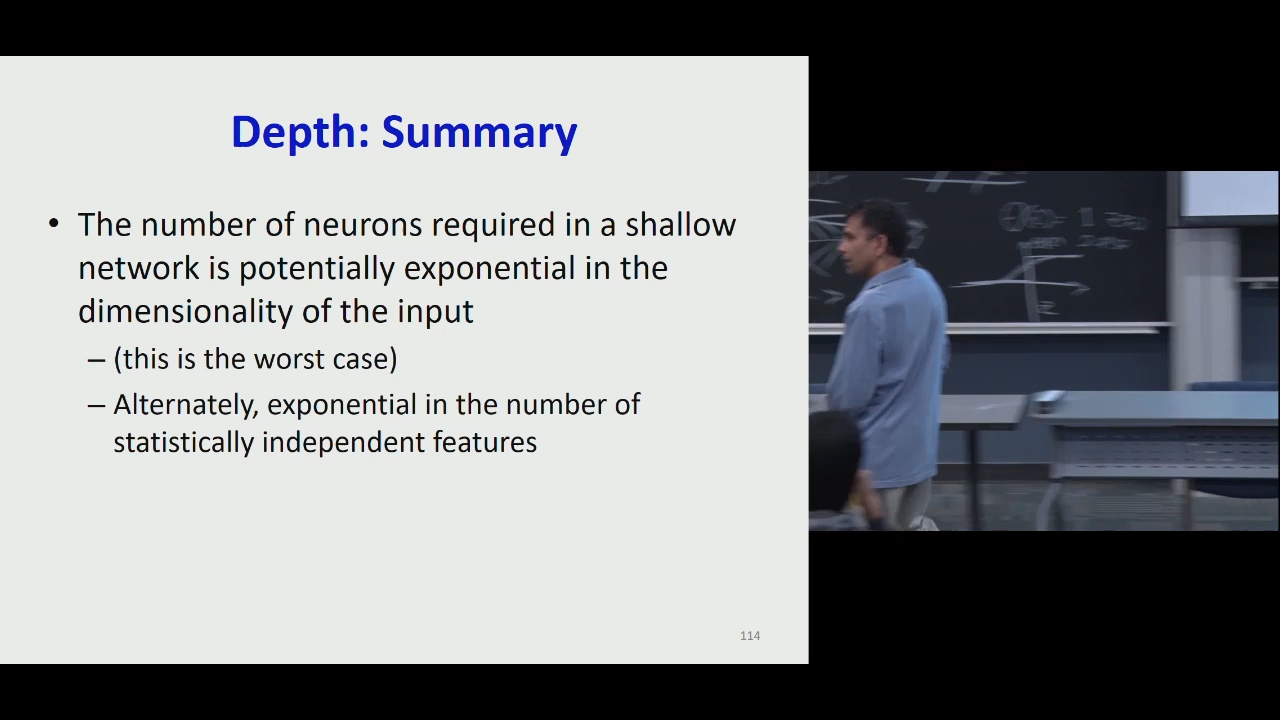 Depth: Summary
• The number of neurons required in a shallow
network is potentially exponential in the
dimensionality of the input
– (this is the worst case)
– Alternately, exponential in the number of
statistically independent features
114